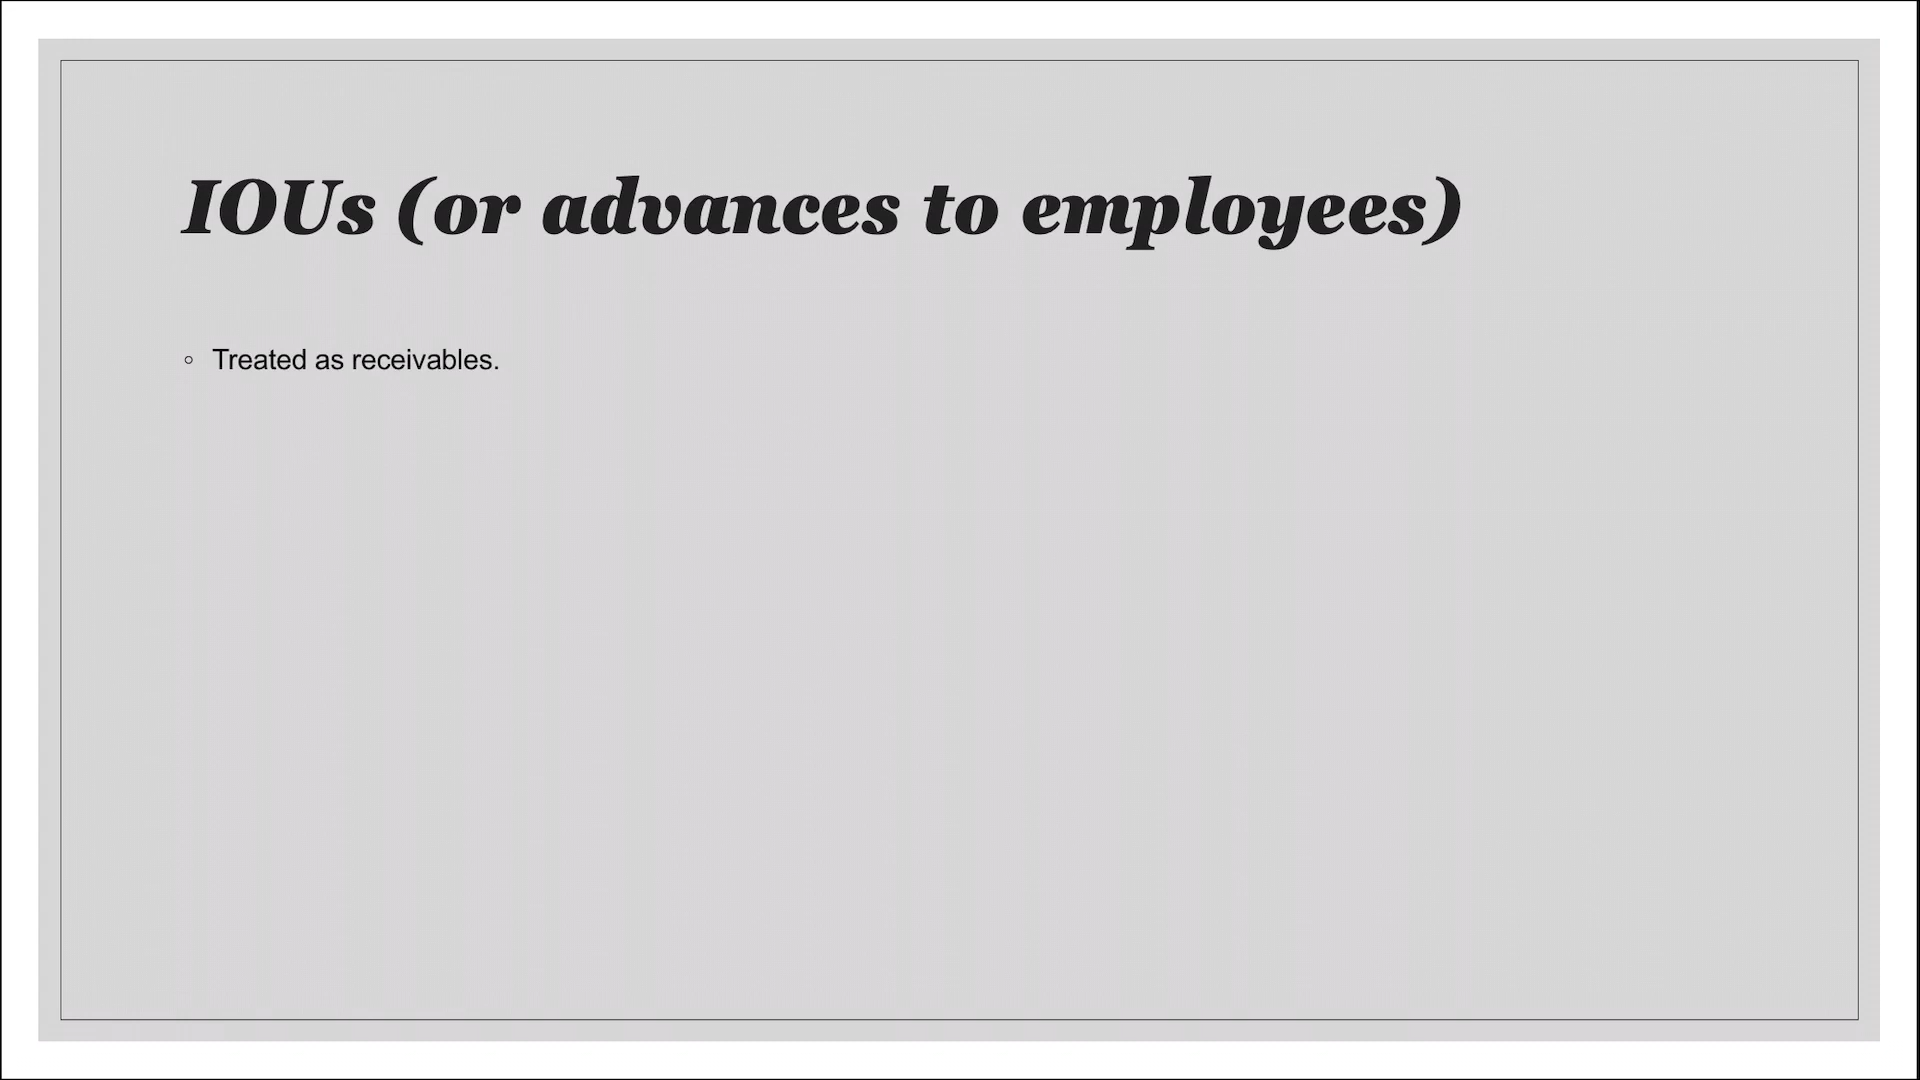 IOUs (or advances to employees)
◦ Treated as receivables.